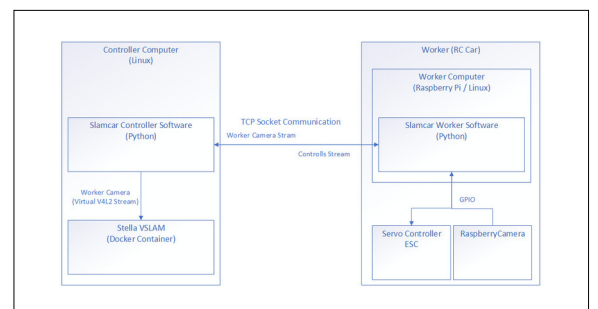 Controller Computer
(Linux)
Slamcar Controller Software
(Python)
Worker Camera
(Virtual V4L2 Stream)
Stella VSLAM
(Docker Container)
TCP Socket Communication
Worker Camera Stram
Controlls Stream
Worker (RC Car)
Worker Computer
(Raspberry Pi / Linux)
Slamcar Worker Software
(Python)
GPIO
Servo Controller
ESC
RaspberryCamera